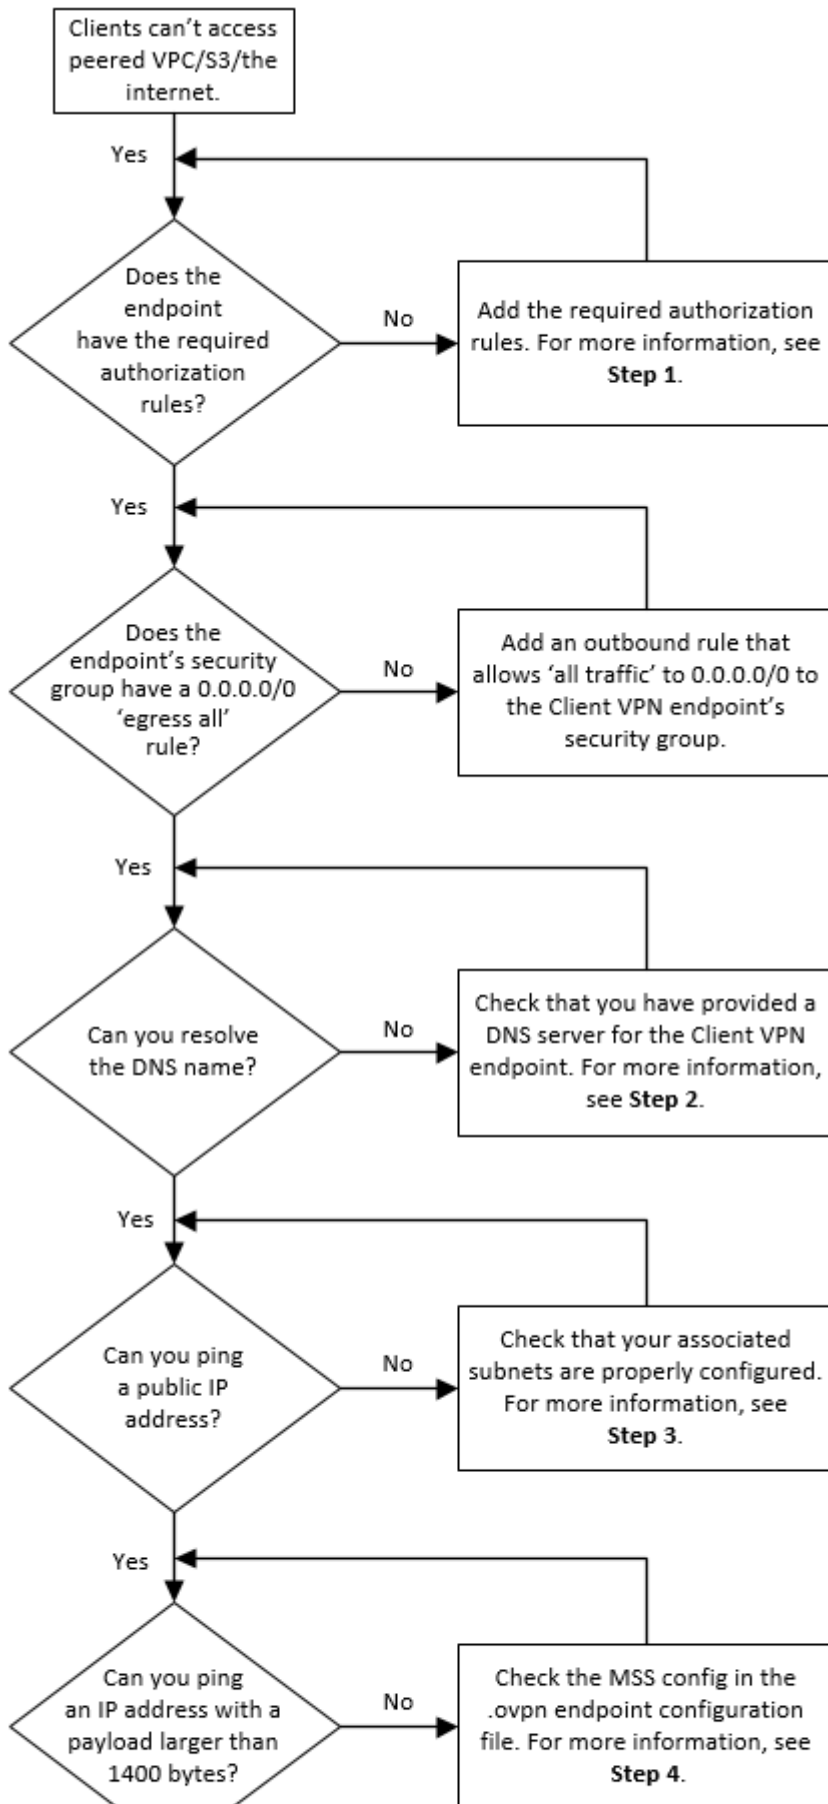 Clients can't access
peered VPC/S3/the
internet.
Yes
Does the
endpoint
have the required
authorization
rules?
No
Add the required authorization
rules. For more information, see
Step 1.
Yes
Does the
endpoint's security
group have a 0.0.0.0/0
'egress all'
rule?
No
Add an outbound rule that
allows 'all traffic' to 0.0.0.0/0 to
the Client VPN endpoint's
security group.
Yes
Can you resolve
the DNS name?
No
Check that you have provided a
DNS server for the Client VPN
endpoint. For more information,
see Step 2.
Yes
Can you ping
a public IP
address?
No
Check that your associated
subnets are properly configured.
For more information, see
Step 3.
Yes
Can you ping
an IP address with a
payload larger than
1400 bytes?
No
Check the MSS config in the
.ovpn endpoint configuration
file. For more information, see
Step 4.